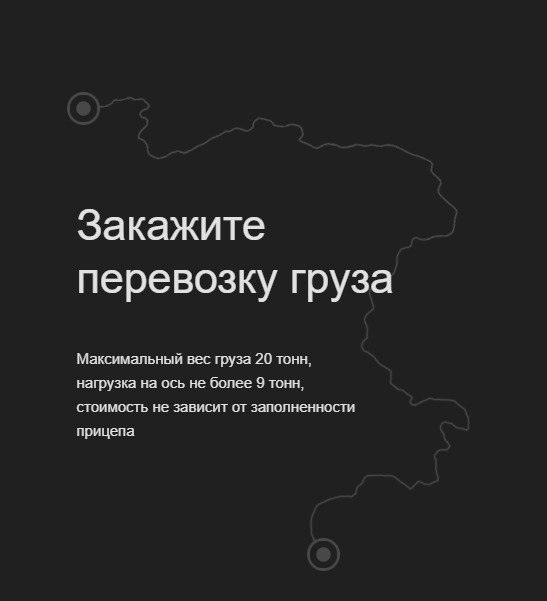 Закажите
перевозку груза
Максимальный вес груза 20 тонн,
нагрузка на ось не более 9 тонн,
стоимость не зависит от заполненности
прицепа